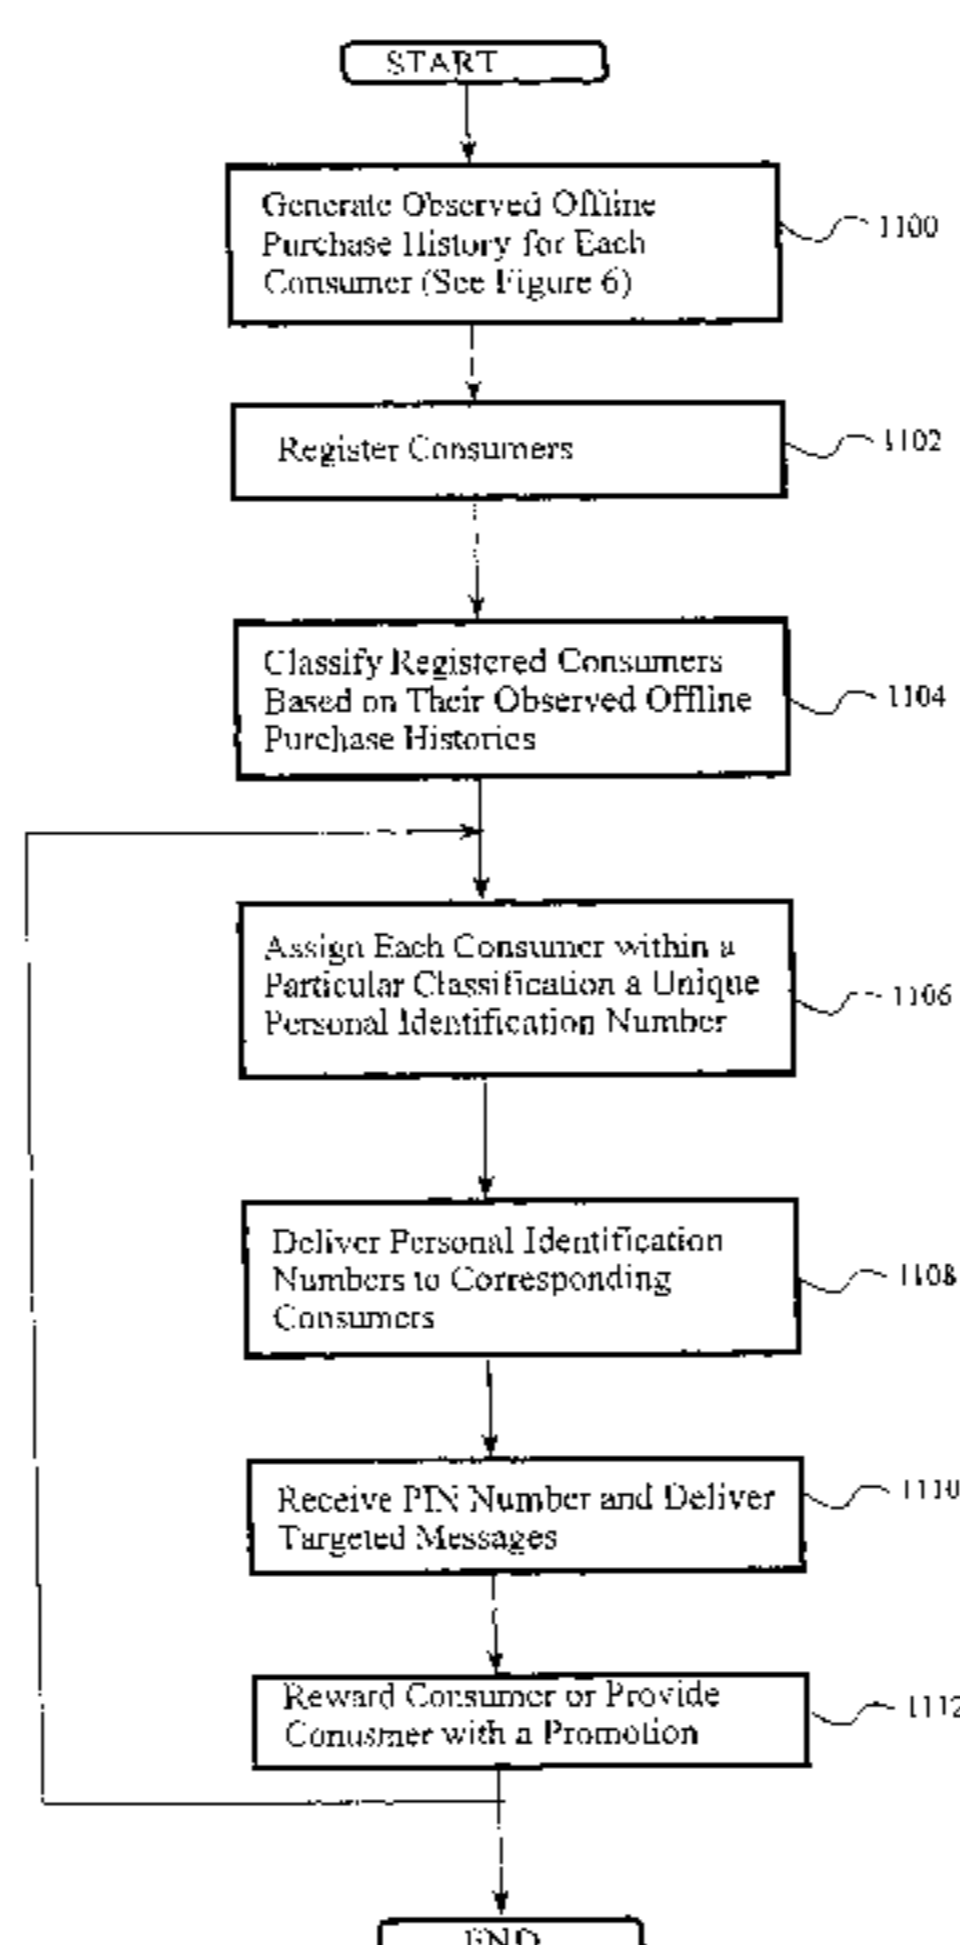 START
Generate Observed Offline
Purchase History for Each
Consumer (See Figure 6)
1100
Register Consumers
1102
Classify Registered Consumers
Based on Their Observed Offline
Purchase Histories
1104
Assign Each Consumer within a
Particular Classification a Unique
Personal Identification Number
1106
Deliver Personal Identification
Numbers to Corresponding
Consumers
1108
Receive PIN Number and Deliver
Targeted Messages
1110
Reward Consumer or Provide
Conusmer with a Promotion
1112
END